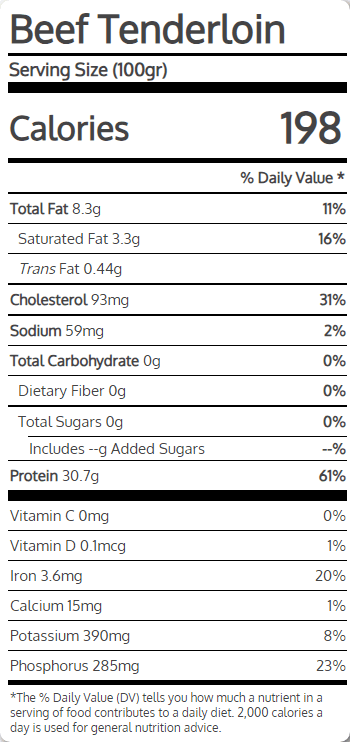 Beef Tenderloin
Serving Size (100gr)
Calories 198
% Daily Value *
Total Fat 8.3g 11%
Saturated Fat 3.3g 16%
Trans Fat 0.44g
Cholesterol 93mg 31%
Sodium 59mg 2%
Total Carbohydrate 0g 0%
Dietary Fiber 0g 0%
Total Sugars 0g 0%
Includes --g Added Sugars --%
Protein 30.7g 61%
Vitamin C 0mg 0%
Vitamin D 0.1mcg 1%
Iron 3.6mg 20%
Calcium 15mg 1%
Potassium 390mg 8%
Phosphorus 285mg 23%
*The % Daily Value (DV) tells you how much a nutrient in a
serving of food contributes to a daily diet. 2,000 calories a
day is used for general nutrition advice.